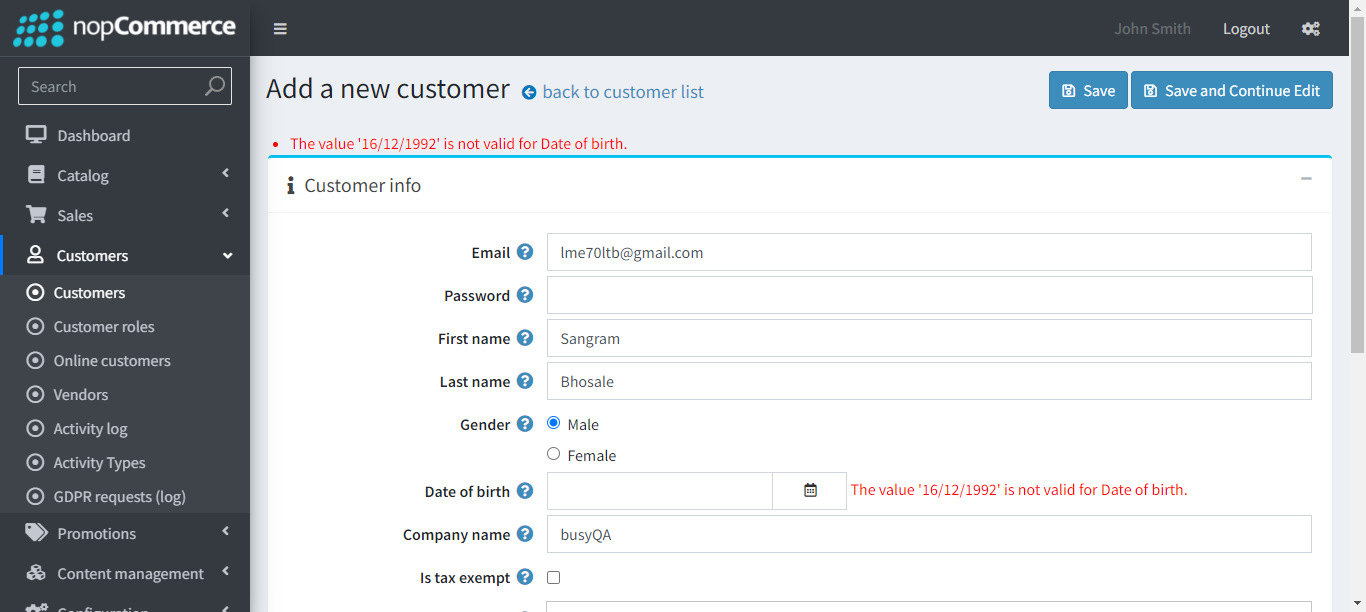 nopCommerce
John Smith
Logout
Search
Add a new customer
back to customer list
Save
Save and Continue Edit
Dashboard
Catalog
Sales
Customers
Customers
Customer roles
Online customers
Vendors
Activity log
Activity Types
GDPR requests (log)
Promotions
Content management
Configuration
The value '16/12/1992' is not valid for Date of birth.
Customer info
Email lme70ltb@gmail.com
Password
First name Sangram
Last name Bhosale
Gender Male
Female
Date of birth The value '16/12/1992' is not valid for Date of birth.
Company name busyQA
Is tax exempt